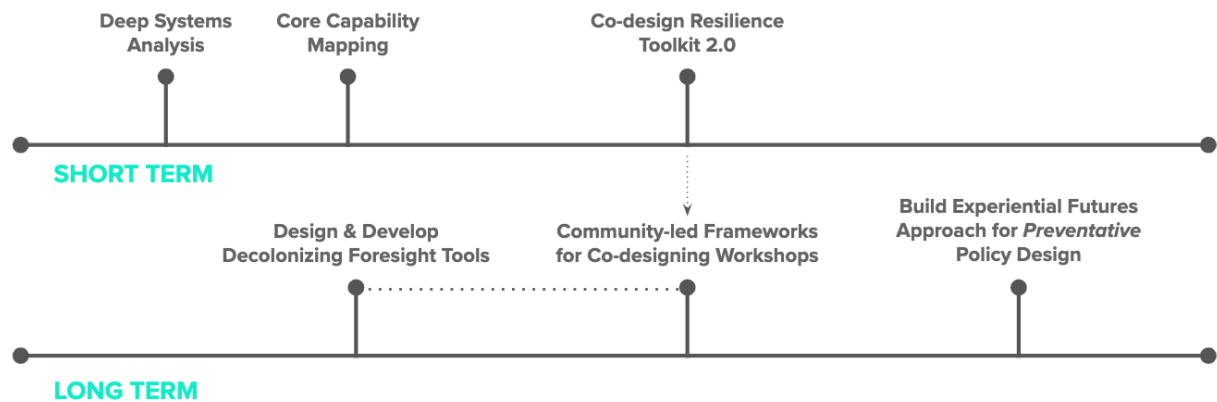 Deep Systems
Analysis
Core Capability
Mapping
Co-design Resilience
Toolkit 2.0
SHORT TERM
Design & Develop
Decolonizing Foresight Tools
Community-led Frameworks
for Co-designing Workshops
Build Experiential Futures
Approach for Preventative
Policy Design
LONG TERM